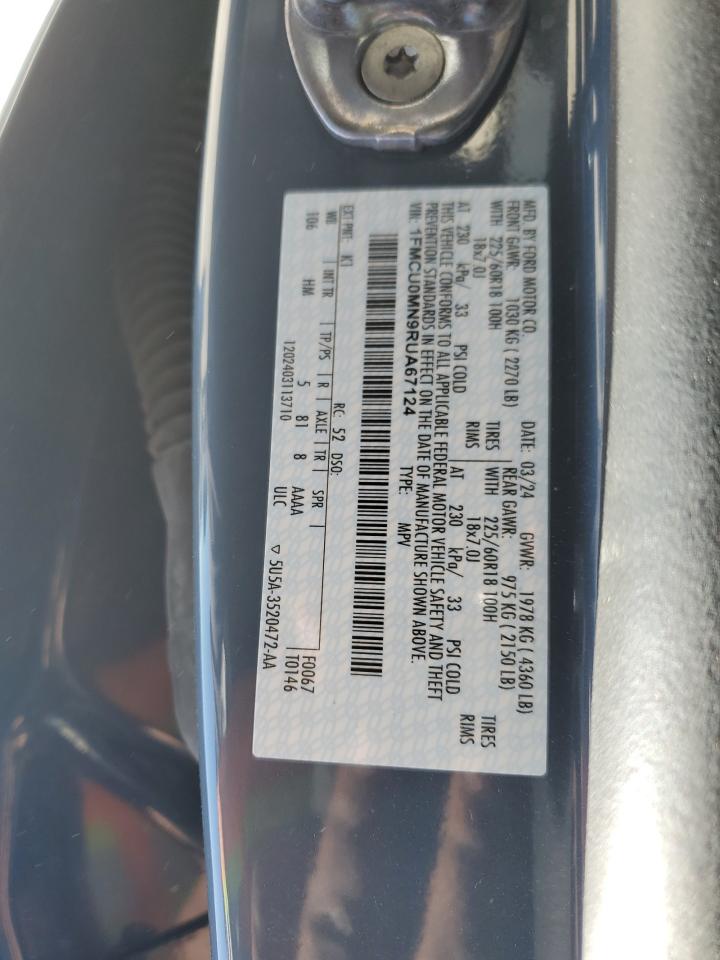 MFD. BY FORD MOTOR CO.
DATE: 03/24 GVWR: 1978 KG ( 4360 LB)
FRONT GAWR: 1030 KG ( 2270 LB) REAR GAWR: 975 KG ( 2150 LB)
WITH 225/60R18 100H TIRES WITH 225/60R18 100H TIRES
18x7.0J RIMS 18x7.0J RIMS
AT 230 kPa/ 33 PSI COLD AT 230 kPa/ 33 PSI COLD
THIS VEHICLE CONFORMS TO ALL APPLICABLE FEDERAL MOTOR VEHICLE SAFETY AND THEFT
PREVENTION STANDARDS IN EFFECT ON THE DATE OF MANUFACTURE SHOWN ABOVE.
VIN: 1FMCU0MN9RUA67124 TYPE: MPV
EXT PNT: K1 RC: 52 DSO: F0067
WB INT TR TP/PS R AXLE TR SPR T0146
106 HM 5 81 8 AAAA
1202403113710 ULC ▽ 5U5A-3520472-AA